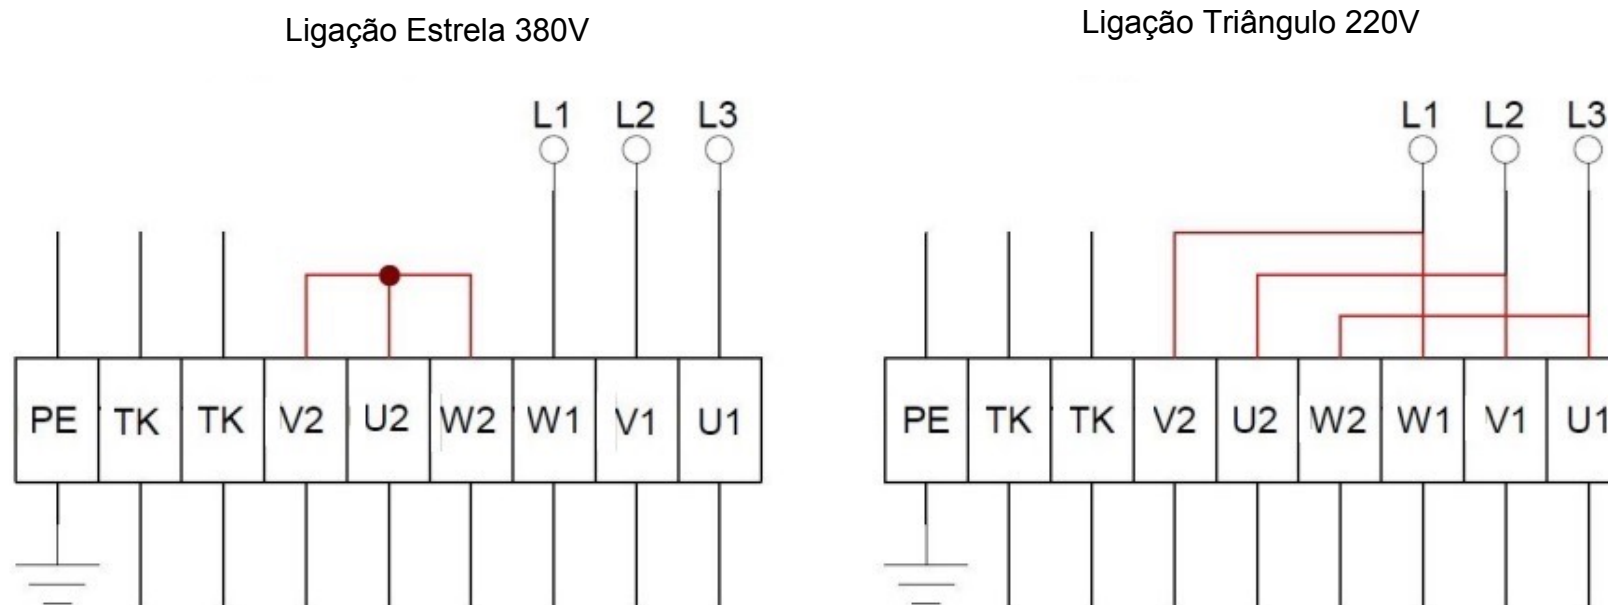 Ligação Estrela 380V
L1 L2 L3
PE TK TK V2 U2 W2 W1 V1 U1
Ligação Triângulo 220V
L1 L2 L3
PE TK TK V2 U2 W2 W1 V1 U1